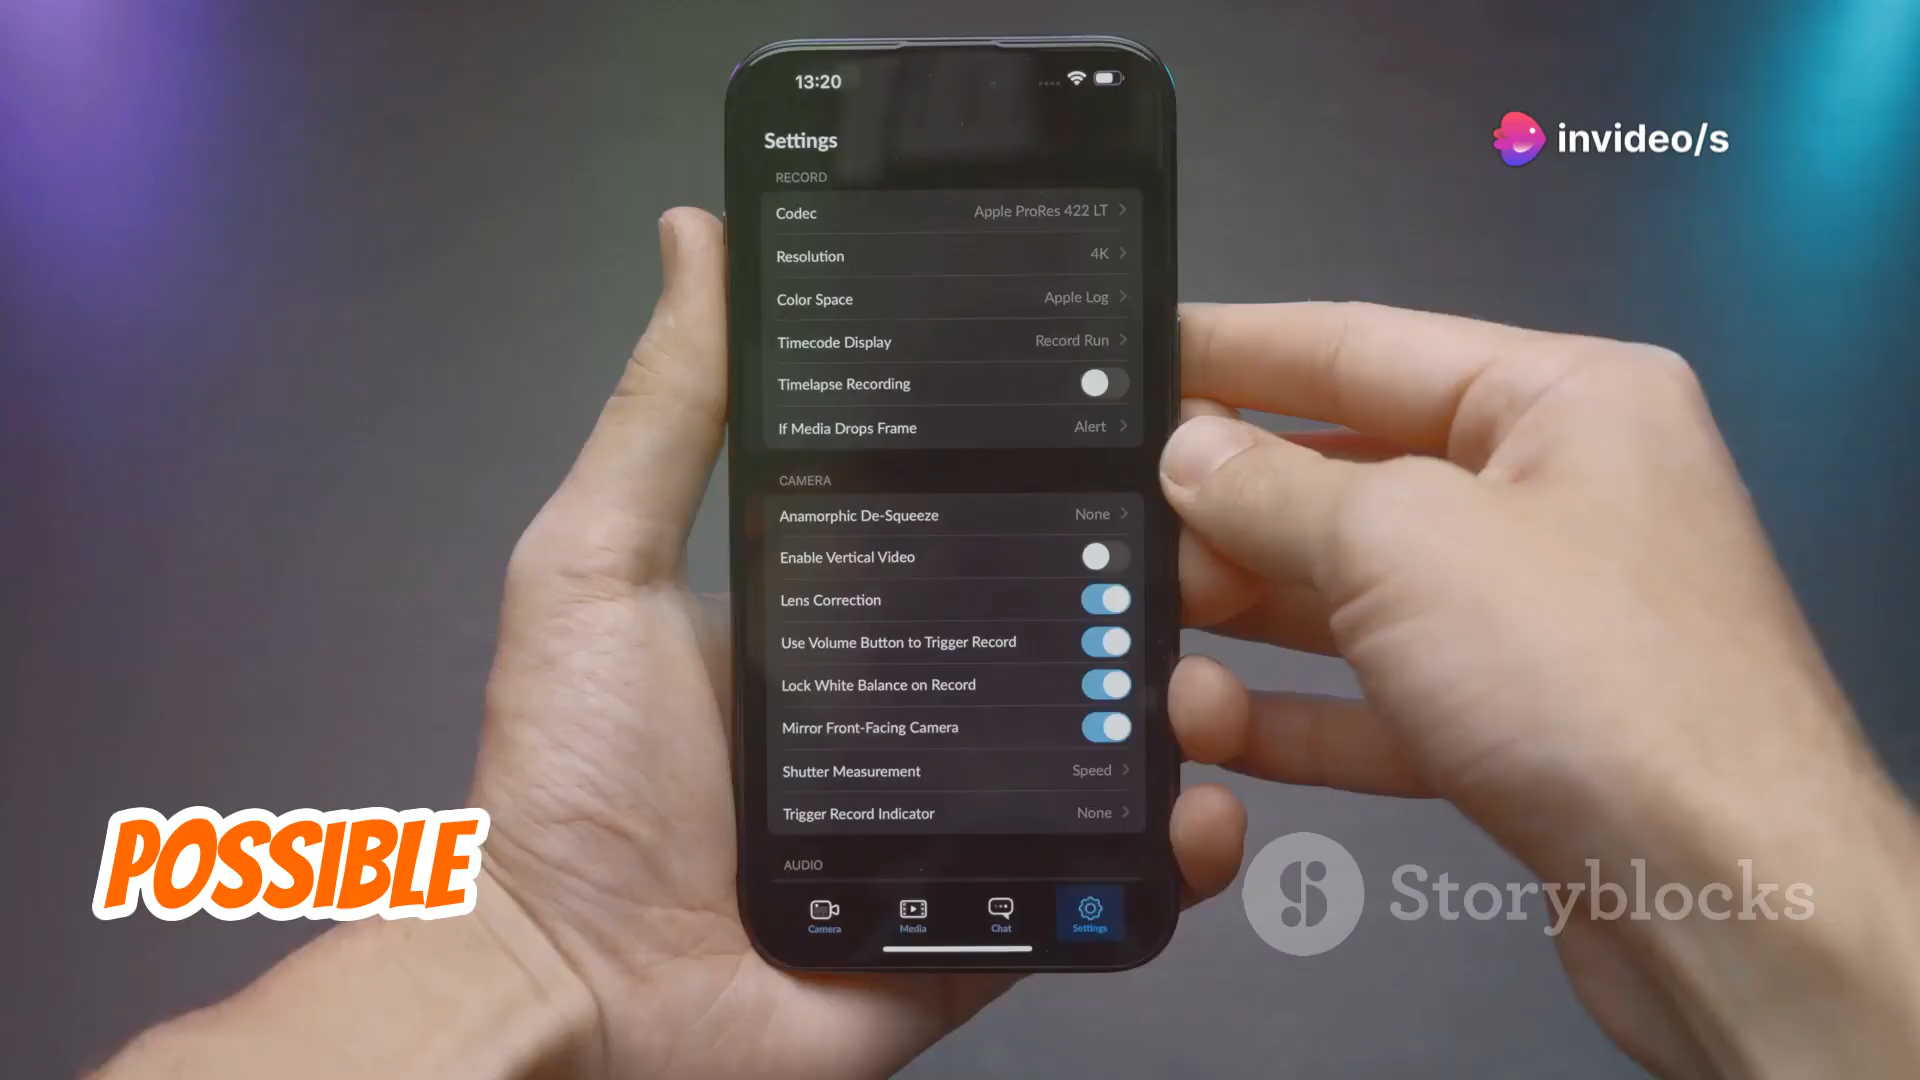 13:20
invideo/s
Settings
RECORD
Codec Apple ProRes 422 LT
Resolution 4K
Color Space Apple Log
Timecode Display Record Run
Timelapse Recording
If Media Drops Frame Alert
CAMERA
Anamorphic De-Squeeze None
Enable Vertical Video
Lens Correction
Use Volume Button to Trigger Record
Lock White Balance on Record
Mirror Front-Facing Camera
Shutter Measurement Speed
Trigger Record Indicator None
POSSIBLE
AUDIO
Storyblocks
Camera Media Chat Settings